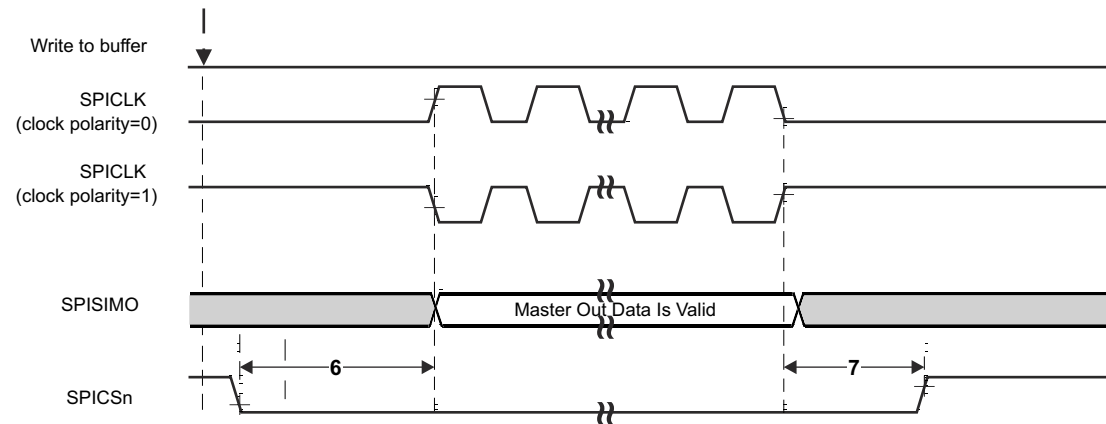 Write to buffer
SPICLK
(clock polarity=0)
SPICLK
(clock polarity=1)
SPISIMO
Master Out Data Is Valid
6
7
SPICSn